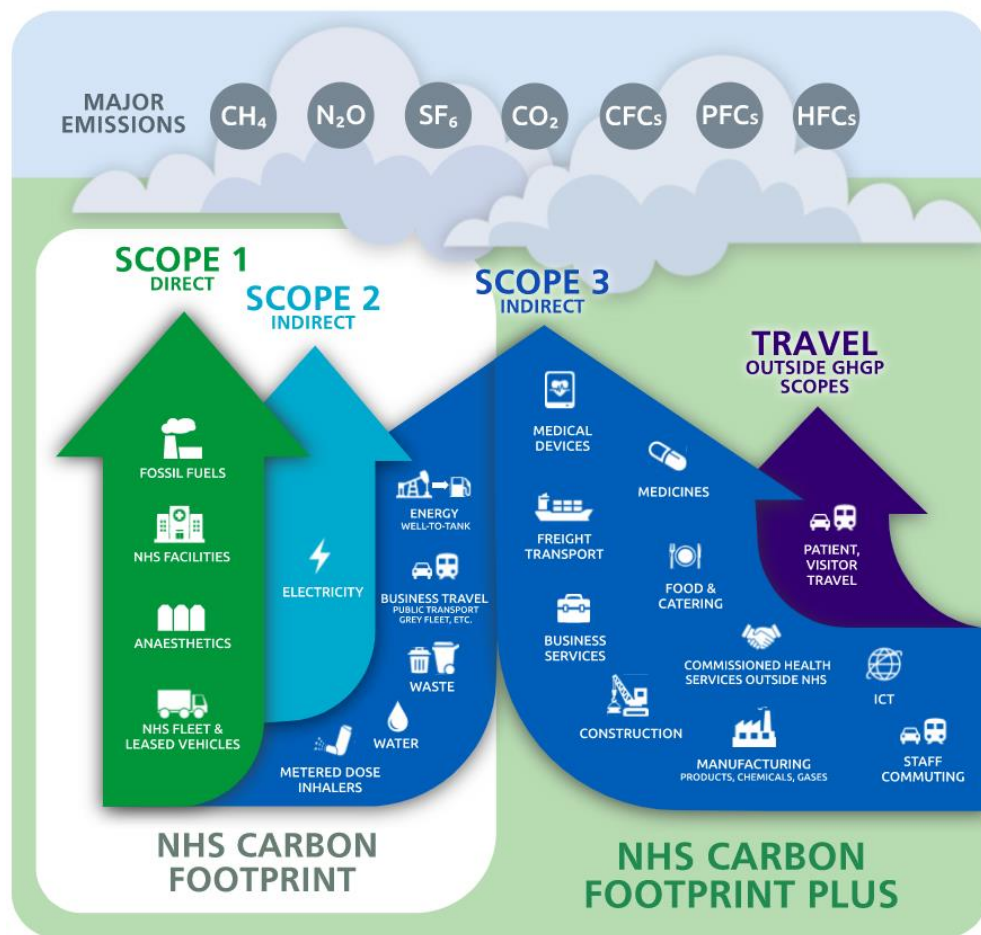 MAJOR
EMISSIONS
CH₄
N₂O
SF₆
CO₂
CFCs
PFCs
HFCs
SCOPE 1
DIRECT
FOSSIL FUELS
NHS FACILITIES
ANAESTHETICS
NHS FLEET &
LEASED VEHICLES
SCOPE 2
INDIRECT
ELECTRICITY
SCOPE 3
INDIRECT
ENERGY
WELL-TO-TANK
BUSINESS TRAVEL
PUBLIC TRANSPORT
GREY FLEET, ETC.
WASTE
WATER
METERED DOSE
INHALERS
MEDICAL
DEVICES
MEDICINES
FREIGHT
TRANSPORT
FOOD &
CATERING
BUSINESS
SERVICES
COMMISSIONED HEALTH
SERVICES OUTSIDE NHS
ICT
CONSTRUCTION
MANUFACTURING
PRODUCTS, CHEMICALS, GASES
STAFF
COMMUTING
TRAVEL
OUTSIDE GHGP
SCOPES
PATIENT,
VISITOR
TRAVEL
NHS CARBON
FOOTPRINT
NHS CARBON
FOOTPRINT PLUS